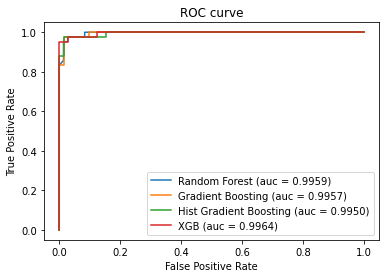 ROC curve
True Positive Rate
1.0
0.8
0.6
0.4
0.2
0.0
Random Forest (auc = 0.9959)
Gradient Boosting (auc = 0.9957)
Hist Gradient Boosting (auc = 0.9950)
XGB (auc = 0.9964)
0.0 0.2 0.4 0.6 0.8 1.0
False Positive Rate